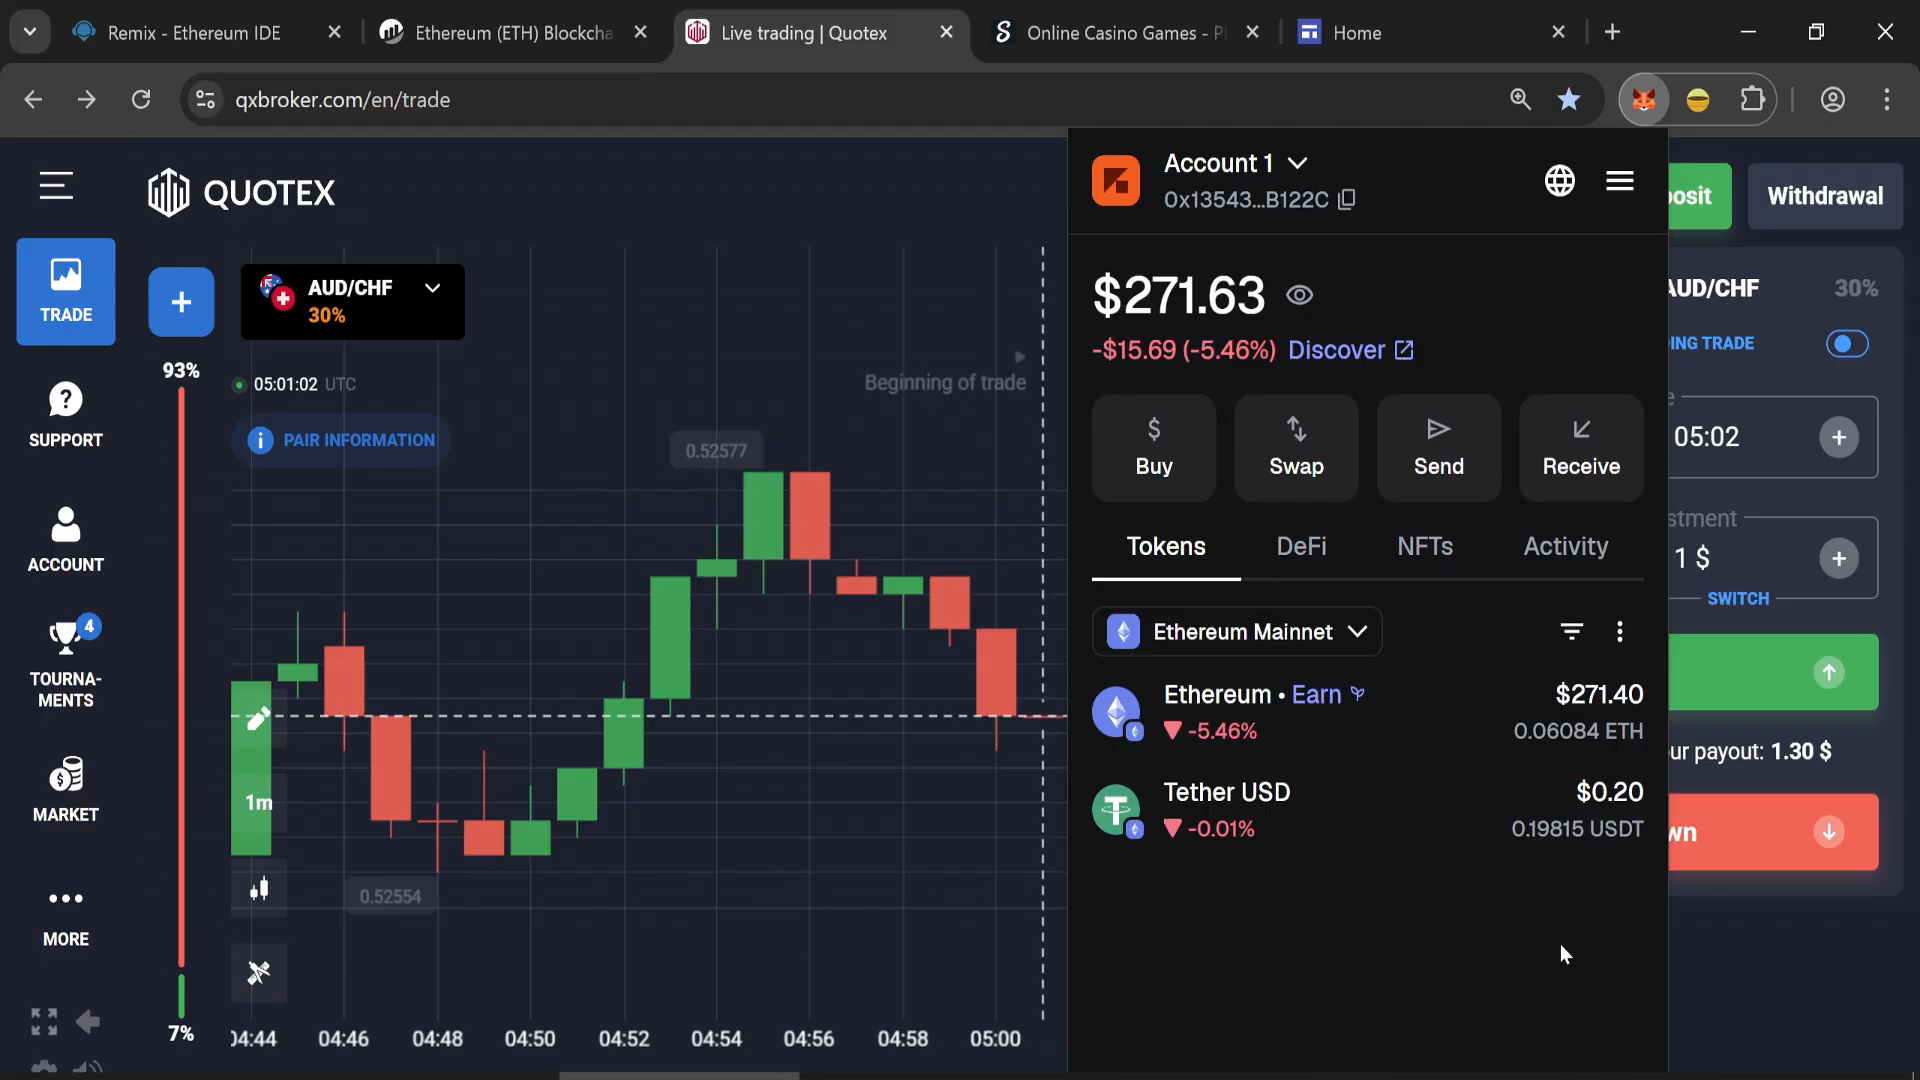 Remix - Ethereum IDE
Ethereum (ETH) Blockcha
Live trading | Quotex
Online Casino Games - Pl
Home
qxbroker.com/en/trade
QUOTEX
TRADE
SUPPORT
ACCOUNT
4
TOURNA-
MENTS
MARKET
MORE
93%
7%
AUD/CHF
30%
05:01:02 UTC
PAIR INFORMATION
Beginning of trade
0.52577
0.52554
1m
04:44
04:46
04:48
04:50
04:52
04:54
04:56
04:58
05:00
Account 1
0x13543...B122C
$271.63
-$15.69 (-5.46%) Discover
Buy
Swap
Send
Receive
Tokens
DeFi
NFTs
Activity
Ethereum Mainnet
Ethereum • Earn
$271.40
-5.46%
0.06084 ETH
Tether USD
$0.20
-0.01%
0.19815 USDT
posit
Withdrawal
AUD/CHF
30%
ING TRADE
e
05:02
stment
1 $
SWITCH
ur payout: 1.30 $
wn